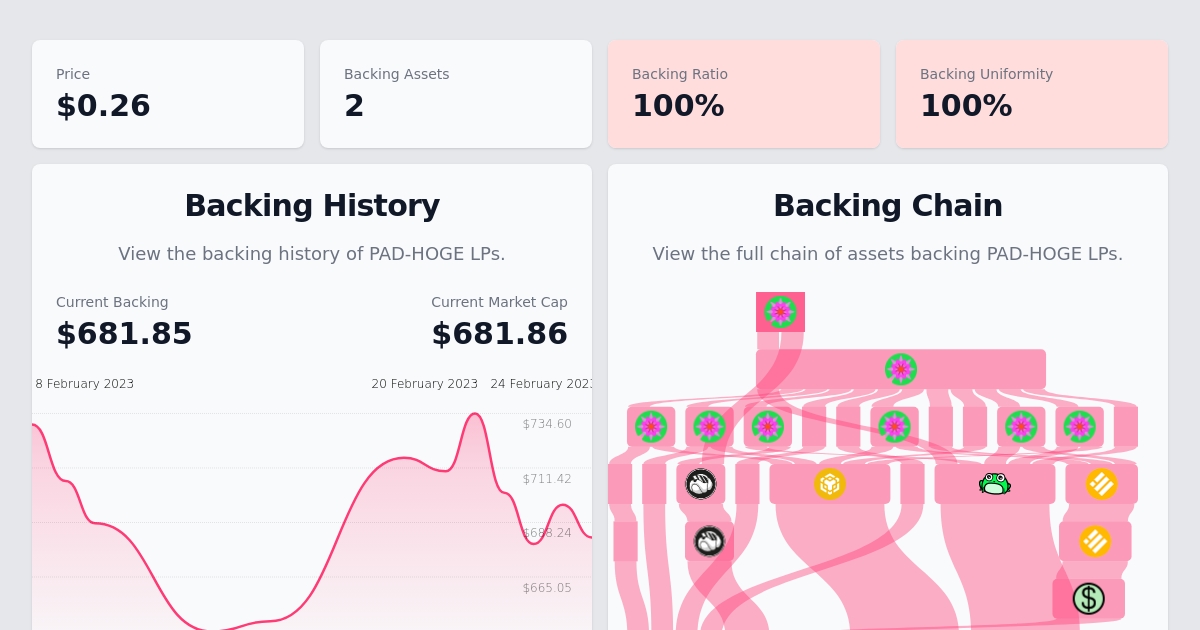 Price
$0.26
Backing Assets
2
Backing Ratio
100%
Backing Uniformity
100%
Backing History
View the backing history of PAD-HOGE LPs.
Current Backing
$681.85
Current Market Cap
$681.86
8 February 2023
20 February 2023
24 February 2023
$734.60
$711.42
$688.24
$665.05
Backing Chain
View the full chain of assets backing PAD-HOGE LPs.
$